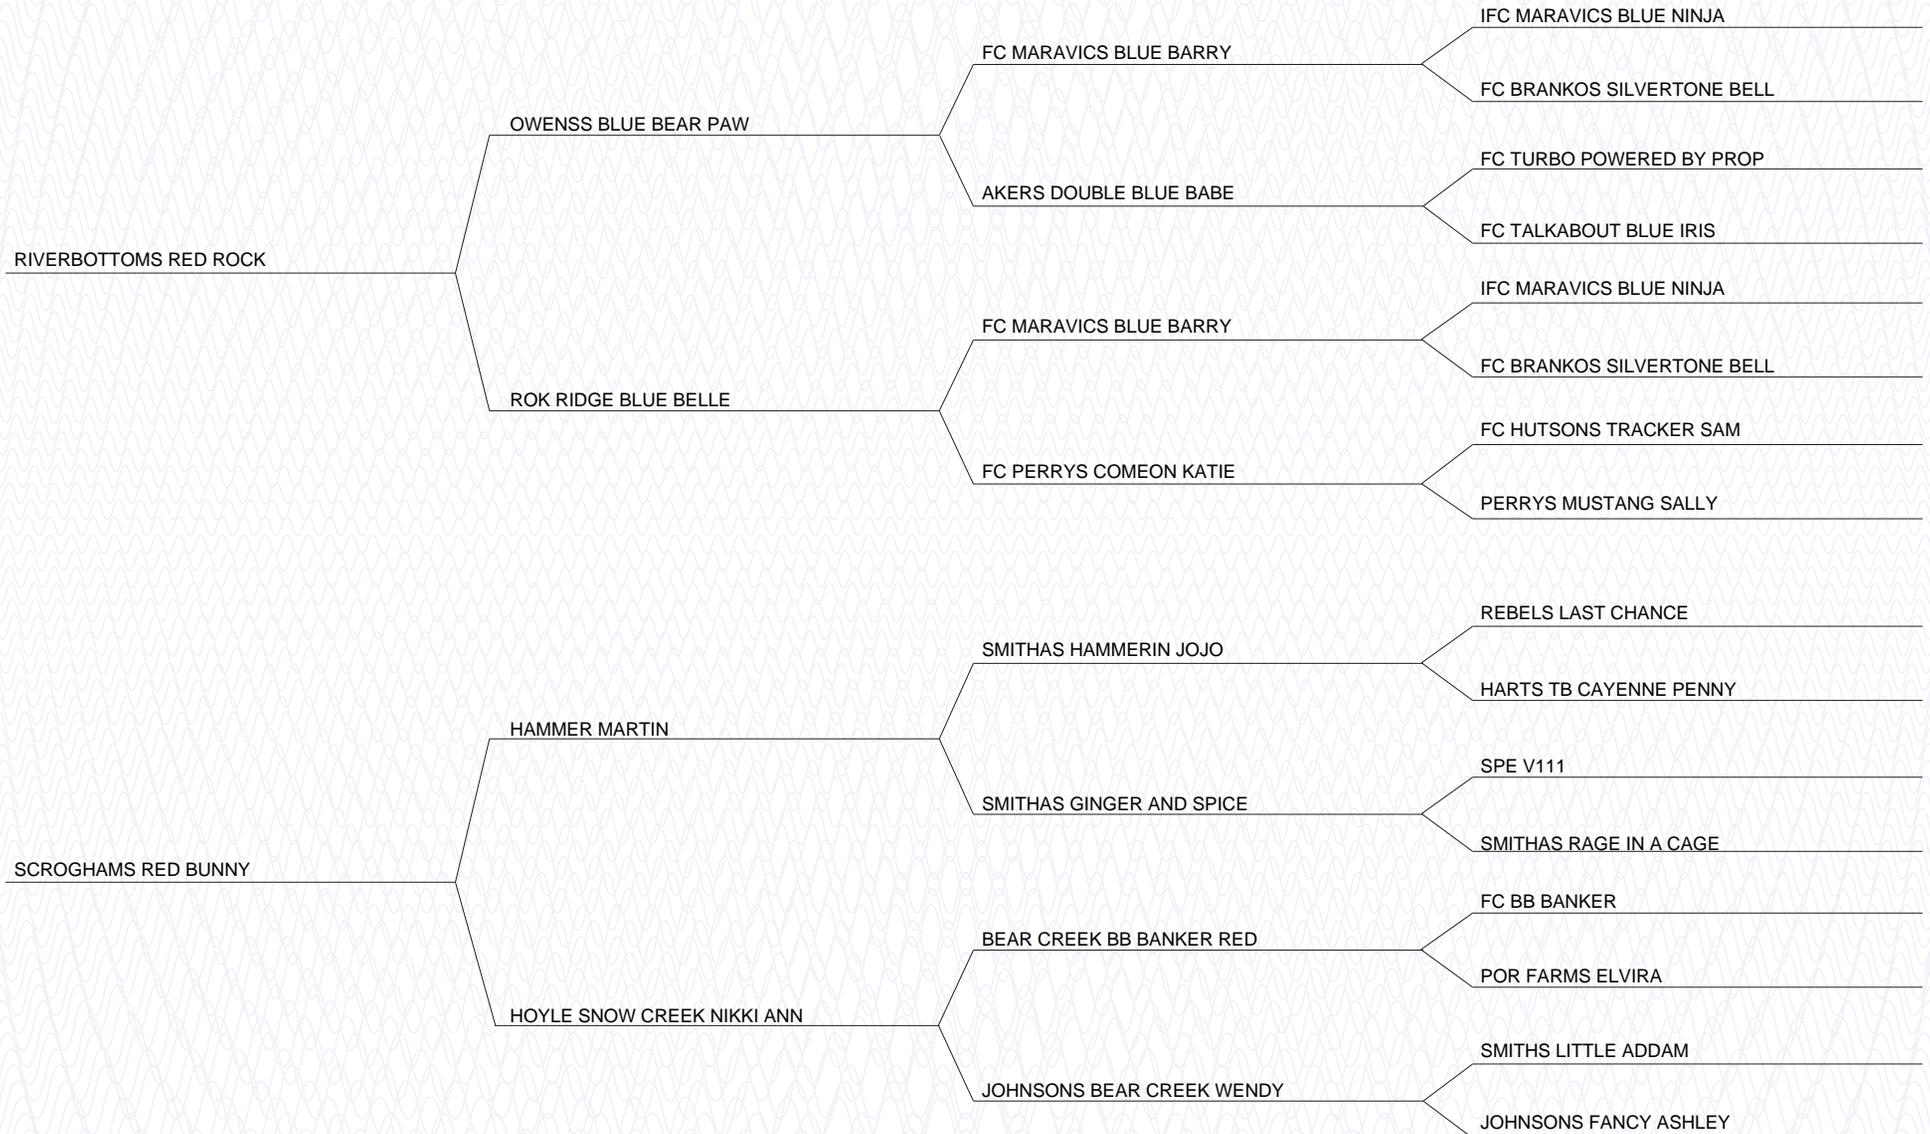 IFC MARAVICS BLUE NINJA
FC MARAVICS BLUE BARRY
FC BRANKOS SILVERTONE BELL
OWENSS BLUE BEAR PAW
FC TURBO POWERED BY PROP
AKERS DOUBLE BLUE BABE
FC TALKABOUT BLUE IRIS
RIVERBOTTOMS RED ROCK
IFC MARAVICS BLUE NINJA
FC MARAVICS BLUE BARRY
FC BRANKOS SILVERTONE BELL
ROK RIDGE BLUE BELLE
FC HUTSONS TRACKER SAM
FC PERRYS COMEON KATIE
PERRYS MUSTANG SALLY
REBELS LAST CHANCE
SMITHAS HAMMERIN JOJO
HARTS TB CAYENNE PENNY
HAMMER MARTIN
SPE V111
SMITHAS GINGER AND SPICE
SMITHAS RAGE IN A CAGE
SCROGHAMS RED BUNNY
FC BB BANKER
BEAR CREEK BB BANKER RED
POR FARMS ELVIRA
HOYLE SNOW CREEK NIKKI ANN
SMITHS LITTLE ADDAM
JOHNSONS BEAR CREEK WENDY
JOHNSONS FANCY ASHLEY